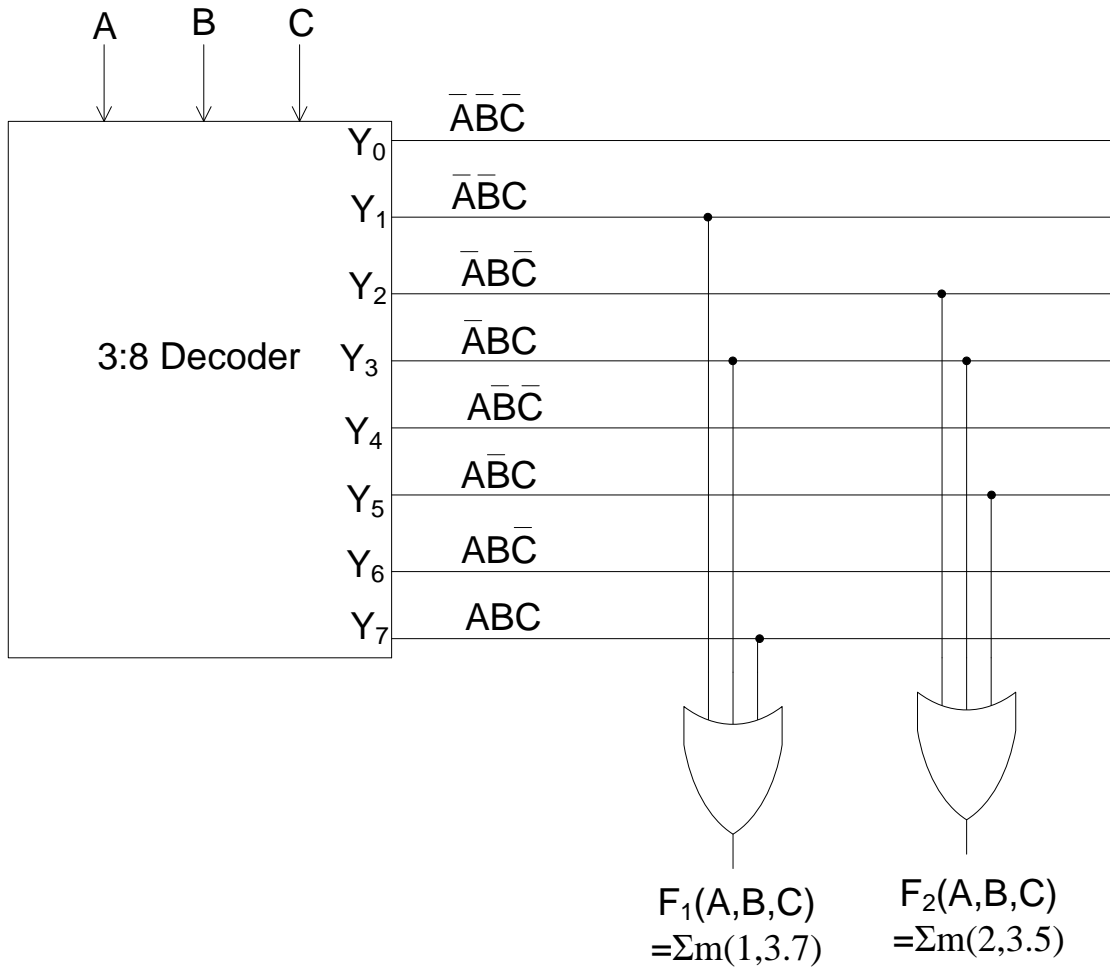 A B C
A̅B̅C̅
Y₀
A̅B̅C
Y₁
A̅BC̅
Y₂
A̅BC
3:8 Decoder
Y₃
AB̅C̅
Y₄
AB̅C
Y₅
ABC̅
Y₆
ABC
Y₇
F₁(A,B,C)
=Σm(1,3.7)
F₂(A,B,C)
=Σm(2,3.5)